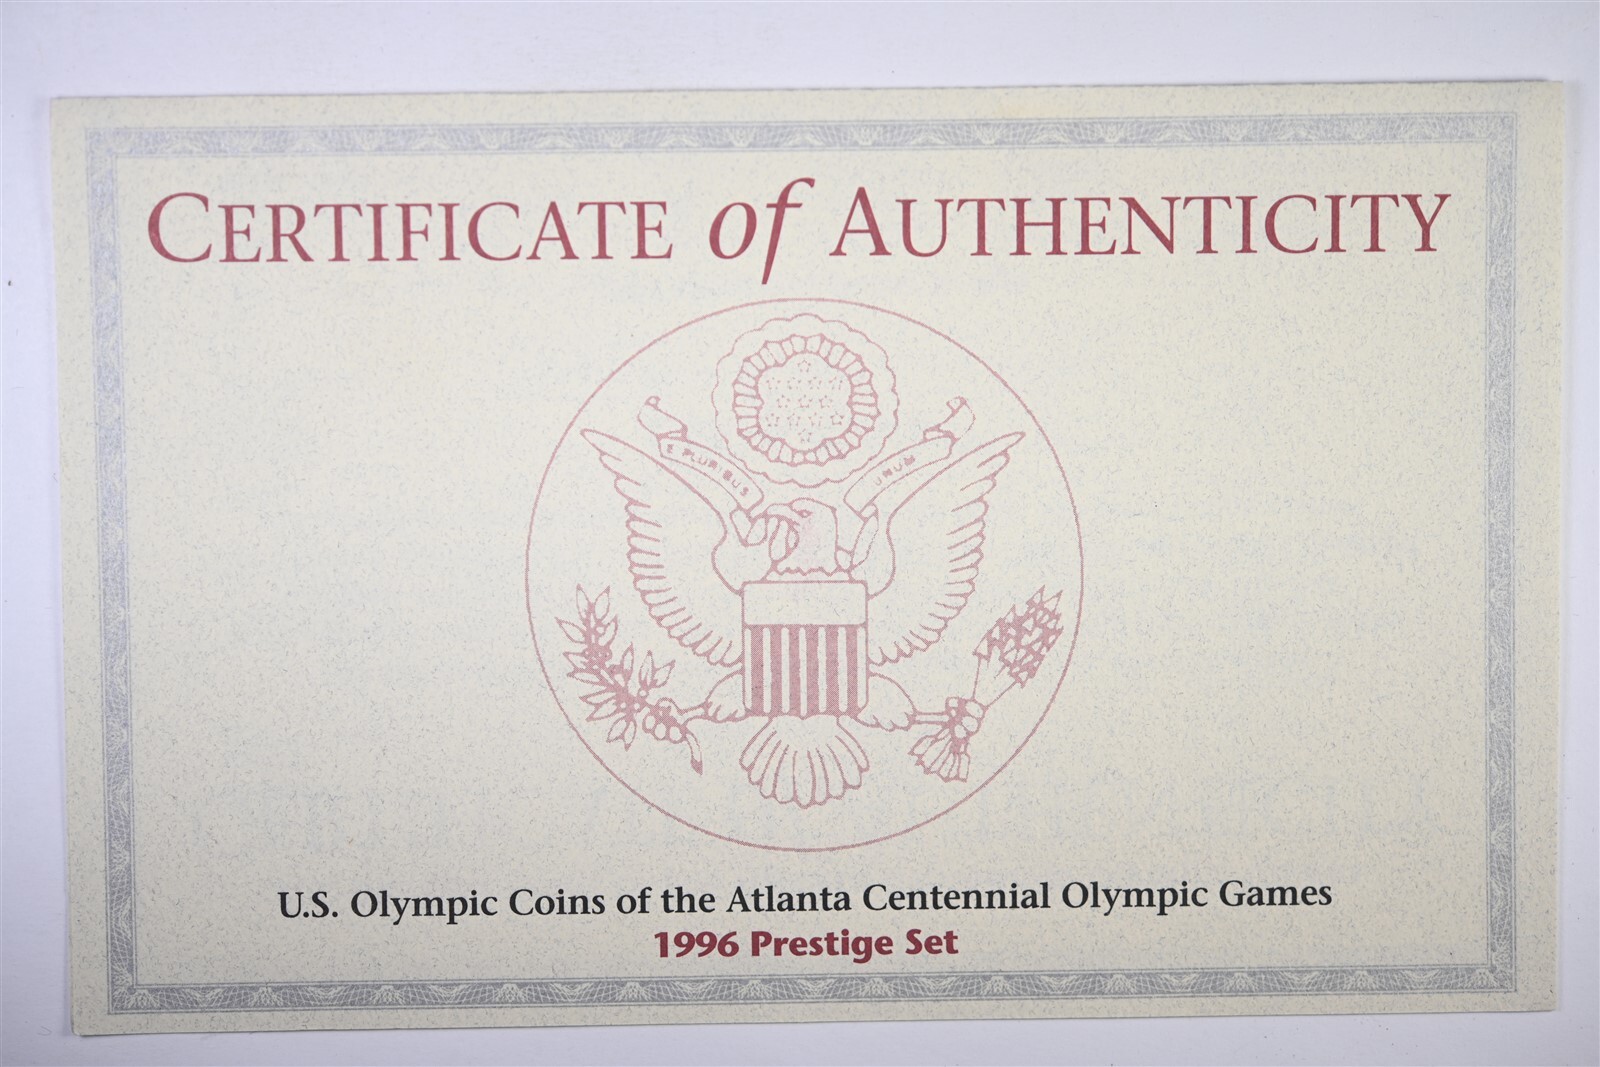 CERTIFICATE of AUTHENTICITY
E PLURIBUS UNUM
U.S. Olympic Coins of the Atlanta Centennial Olympic Games
1996 Prestige Set